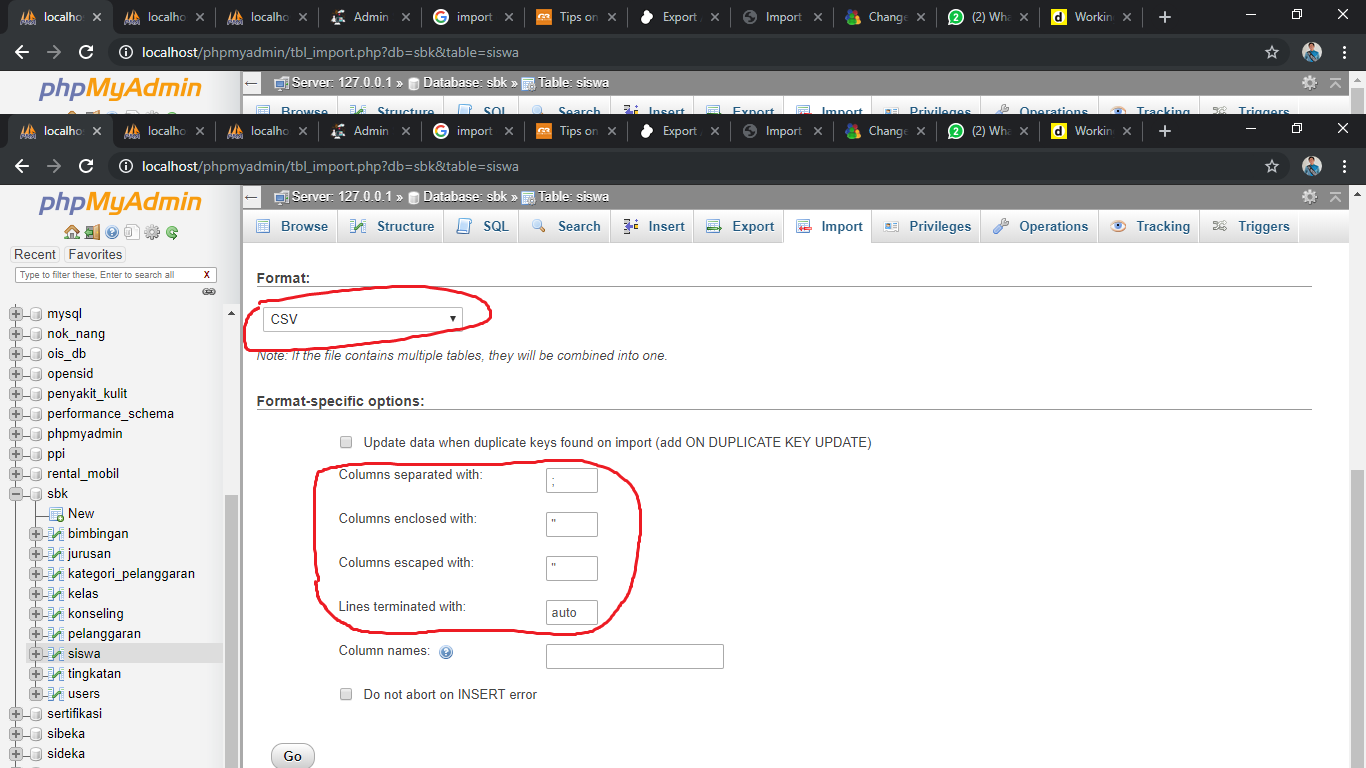 localho
localho
localho
Admin
import
Tips on
Export
Import
Change
(2) Wha
Workin
localhost/phpmyadmin/tbl_import.php?db=sbk&table=siswa
phpMyAdmin
Server: 127.0.0.1 » Database: sbk » Table: siswa
Browse Structure SQL Search Insert Export Import Privileges Operations Tracking Triggers
localho
localho
localho
Admin
import
Tips on
Export
Import
Change
(2) Wha
Workin
localhost/phpmyadmin/tbl_import.php?db=sbk&table=siswa
phpMyAdmin
Server: 127.0.0.1 » Database: sbk » Table: siswa
Browse Structure SQL Search Insert Export Import Privileges Operations Tracking Triggers
Recent Favorites
Type to filter these, Enter to search all X
mysql
nok_nang
ois_db
opensid
penyakit_kulit
performance_schema
phpmyadmin
ppi
rental_mobil
sbk
New
bimbingan
jurusan
kategori_pelanggaran
kelas
konseling
pelanggaran
siswa
tingkatan
users
sertifikasi
sibeka
sideka
Format:
CSV
Note: If the file contains multiple tables, they will be combined into one.
Format-specific options:
Update data when duplicate keys found on import (add ON DUPLICATE KEY UPDATE)
Columns separated with: ;
Columns enclosed with: "
Columns escaped with: "
Lines terminated with: auto
Column names:
Do not abort on INSERT error
Go